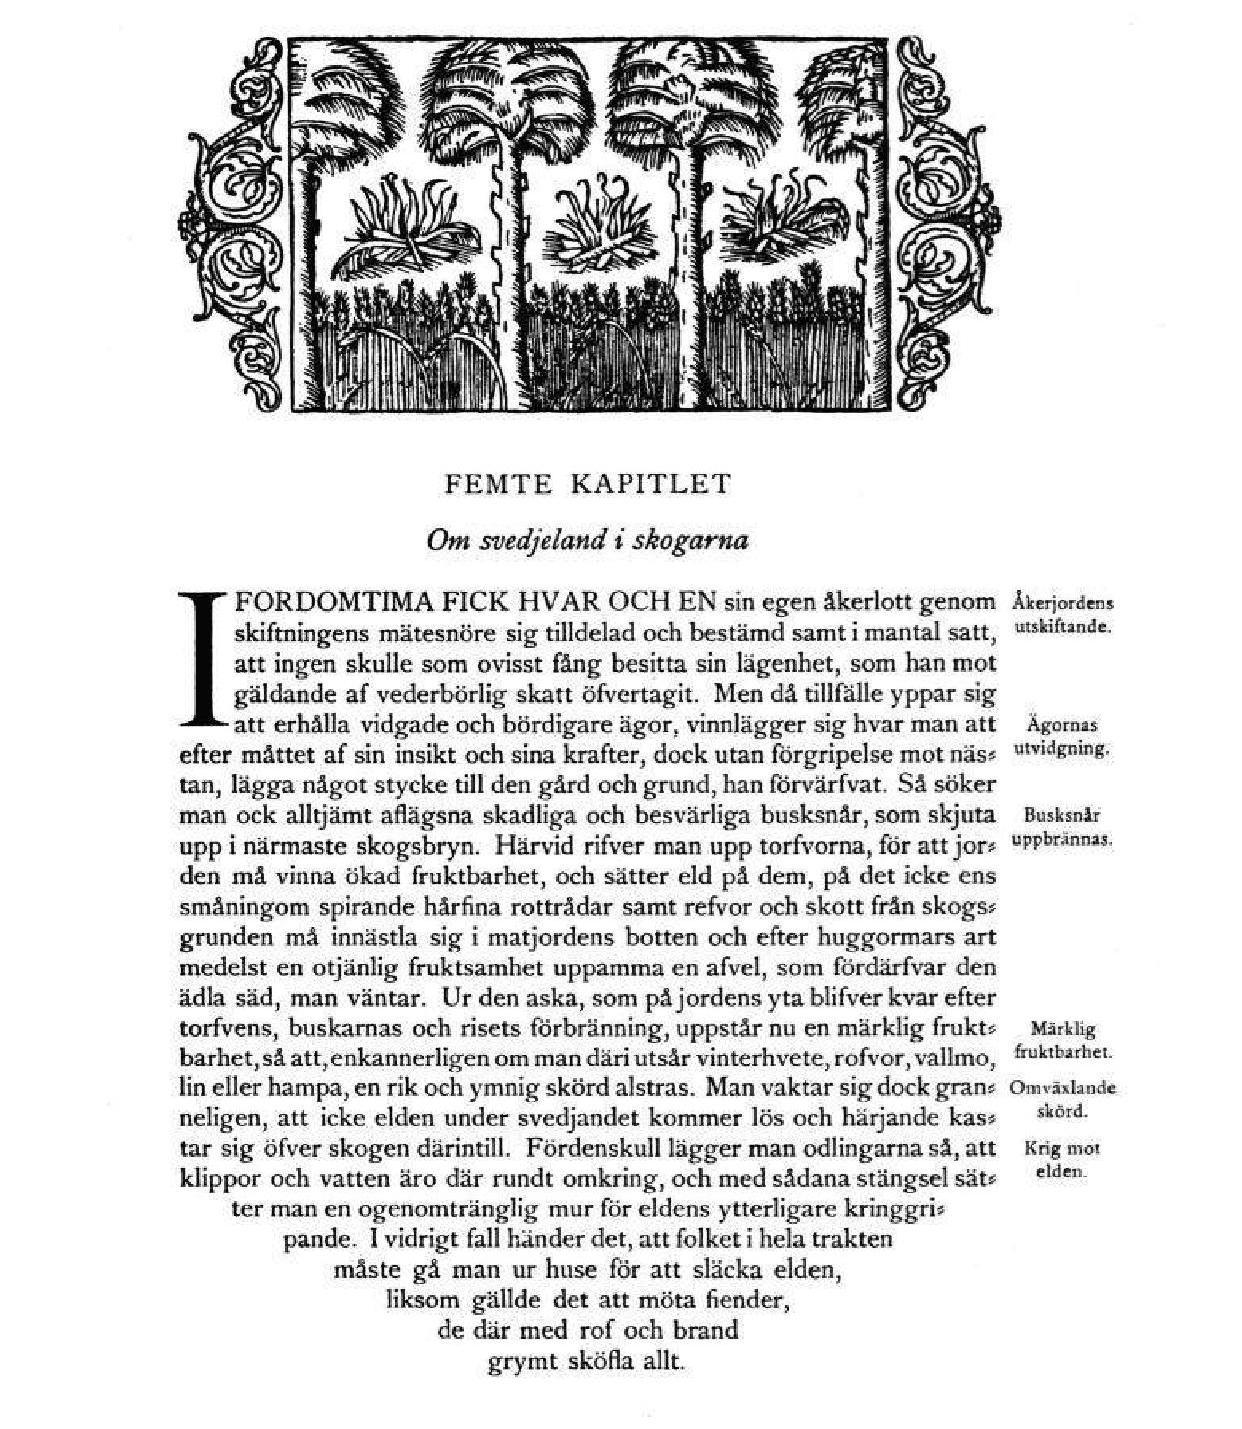 FEMTE KAPITLET
Om svedjeland i skogarna
I FORDOMTIMA FICK HVAR OCH EN sin egen åkerlott genom
skiftningens mätesnöre sig tilldelad och bestämd samt i mantal satt,
att ingen skulle som ovisst fång besitta sin lägenhet, som han mot
gäldande af vederbörlig skatt öfvertagit. Men då tillfälle yppar sig
att erhålla vidgade och bördigare ägor, vinnlägger sig hvar man att
efter måttet af sin insikt och sina krafter, dock utan förgripelse mot näs⸗
tan, lägga något stycke till den gård och grund, han förvärfvat. Så söker
man ock alltjämt aflägsna skadliga och besvärliga busksnår, som skjuta
upp i närmaste skogsbryn. Härvid rifver man upp torfvorna, för att jor⸗
den må vinna ökad fruktbarhet, och sätter eld på dem, på det icke ens
småningom spirande hårfina rottrådar samt refvor och skott från skogs⸗
grunden må innästla sig i matjordens botten och efter huggormars art
medelst en otjänlig fruktsamhet uppamma en afvel, som fördärfvar den
ädla säd, man väntar. Ur den aska, som på jordens yta blifver kvar efter
torfvens, buskarnas och risets förbränning, uppstår nu en märklig frukt⸗
barhet, så att, enkannerligen om man däri utsår vinterhvete, rofvor, vallmo,
lin eller hampa, en rik och ymnig skörd alstras. Man vaktar sig dock gran⸗
neligen, att icke elden under svedjandet kommer lös och härjande kas⸗
tar sig öfver skogen därintill. Fördenskull lägger man odlingarna så, att
klippor och vatten äro där rundt omkring, och med sådana stängsel sät⸗
ter man en ogenomtränglig mur för eldens ytterligare kringgri⸗
pande. I vidrigt fall händer det, att folket i hela trakten
måste gå man ur huse för att släcka elden,
liksom gällde det att möta fiender,
de där med rof och brand
grymt sköfla allt.
Åkerjordens
utskiftande.
Ägornas
utvidgning.
Busksnår
uppbrännas.
Märklig
fruktbarhet.
Omväxlande
skörd.
Krig mot
elden.